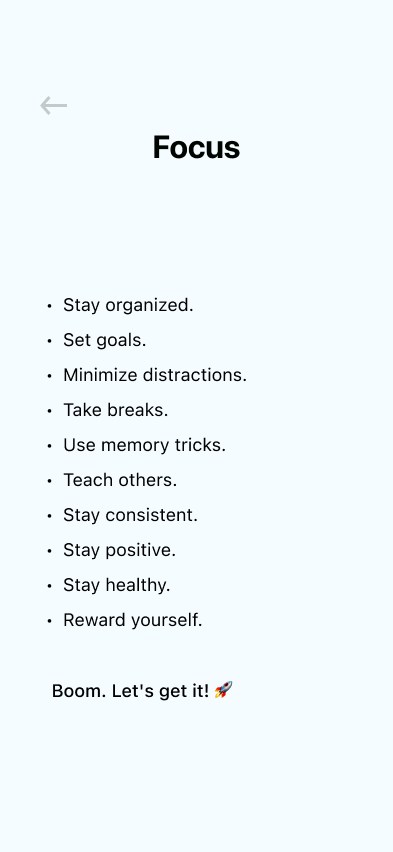 Focus
• Stay organized.
• Set goals.
• Minimize distractions.
• Take breaks.
• Use memory tricks.
• Teach others.
• Stay consistent.
• Stay positive.
• Stay healthy.
• Reward yourself.
Boom. Let's get it! 🚀